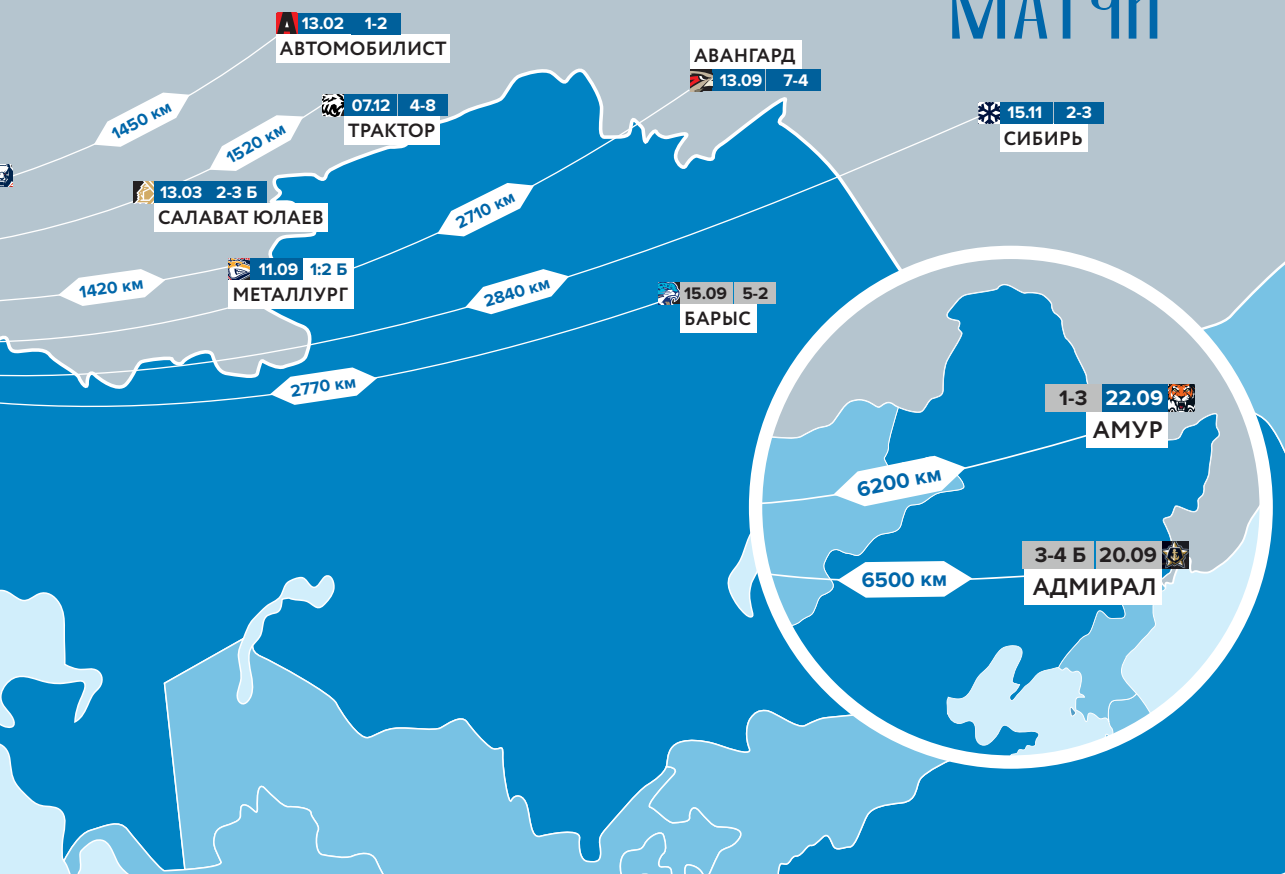 МАТЧИ
13.02 1-2
АВТОМОБИЛИСТ
1450 км
АВАНГАРД
13.09 7-4
07.12 4-8
ТРАКТОР
1520 км
15.11 2-3
СИБИРЬ
13.03 2-3 Б
САЛАВАТ ЮЛАЕВ
2710 км
11.09 1:2 Б
МЕТАЛЛУРГ
1420 км
2840 км
15.09 5-2
БАРЫС
2770 км
1-3 22.09
АМУР
6200 км
3-4 Б 20.09
АДМИРАЛ
6500 км